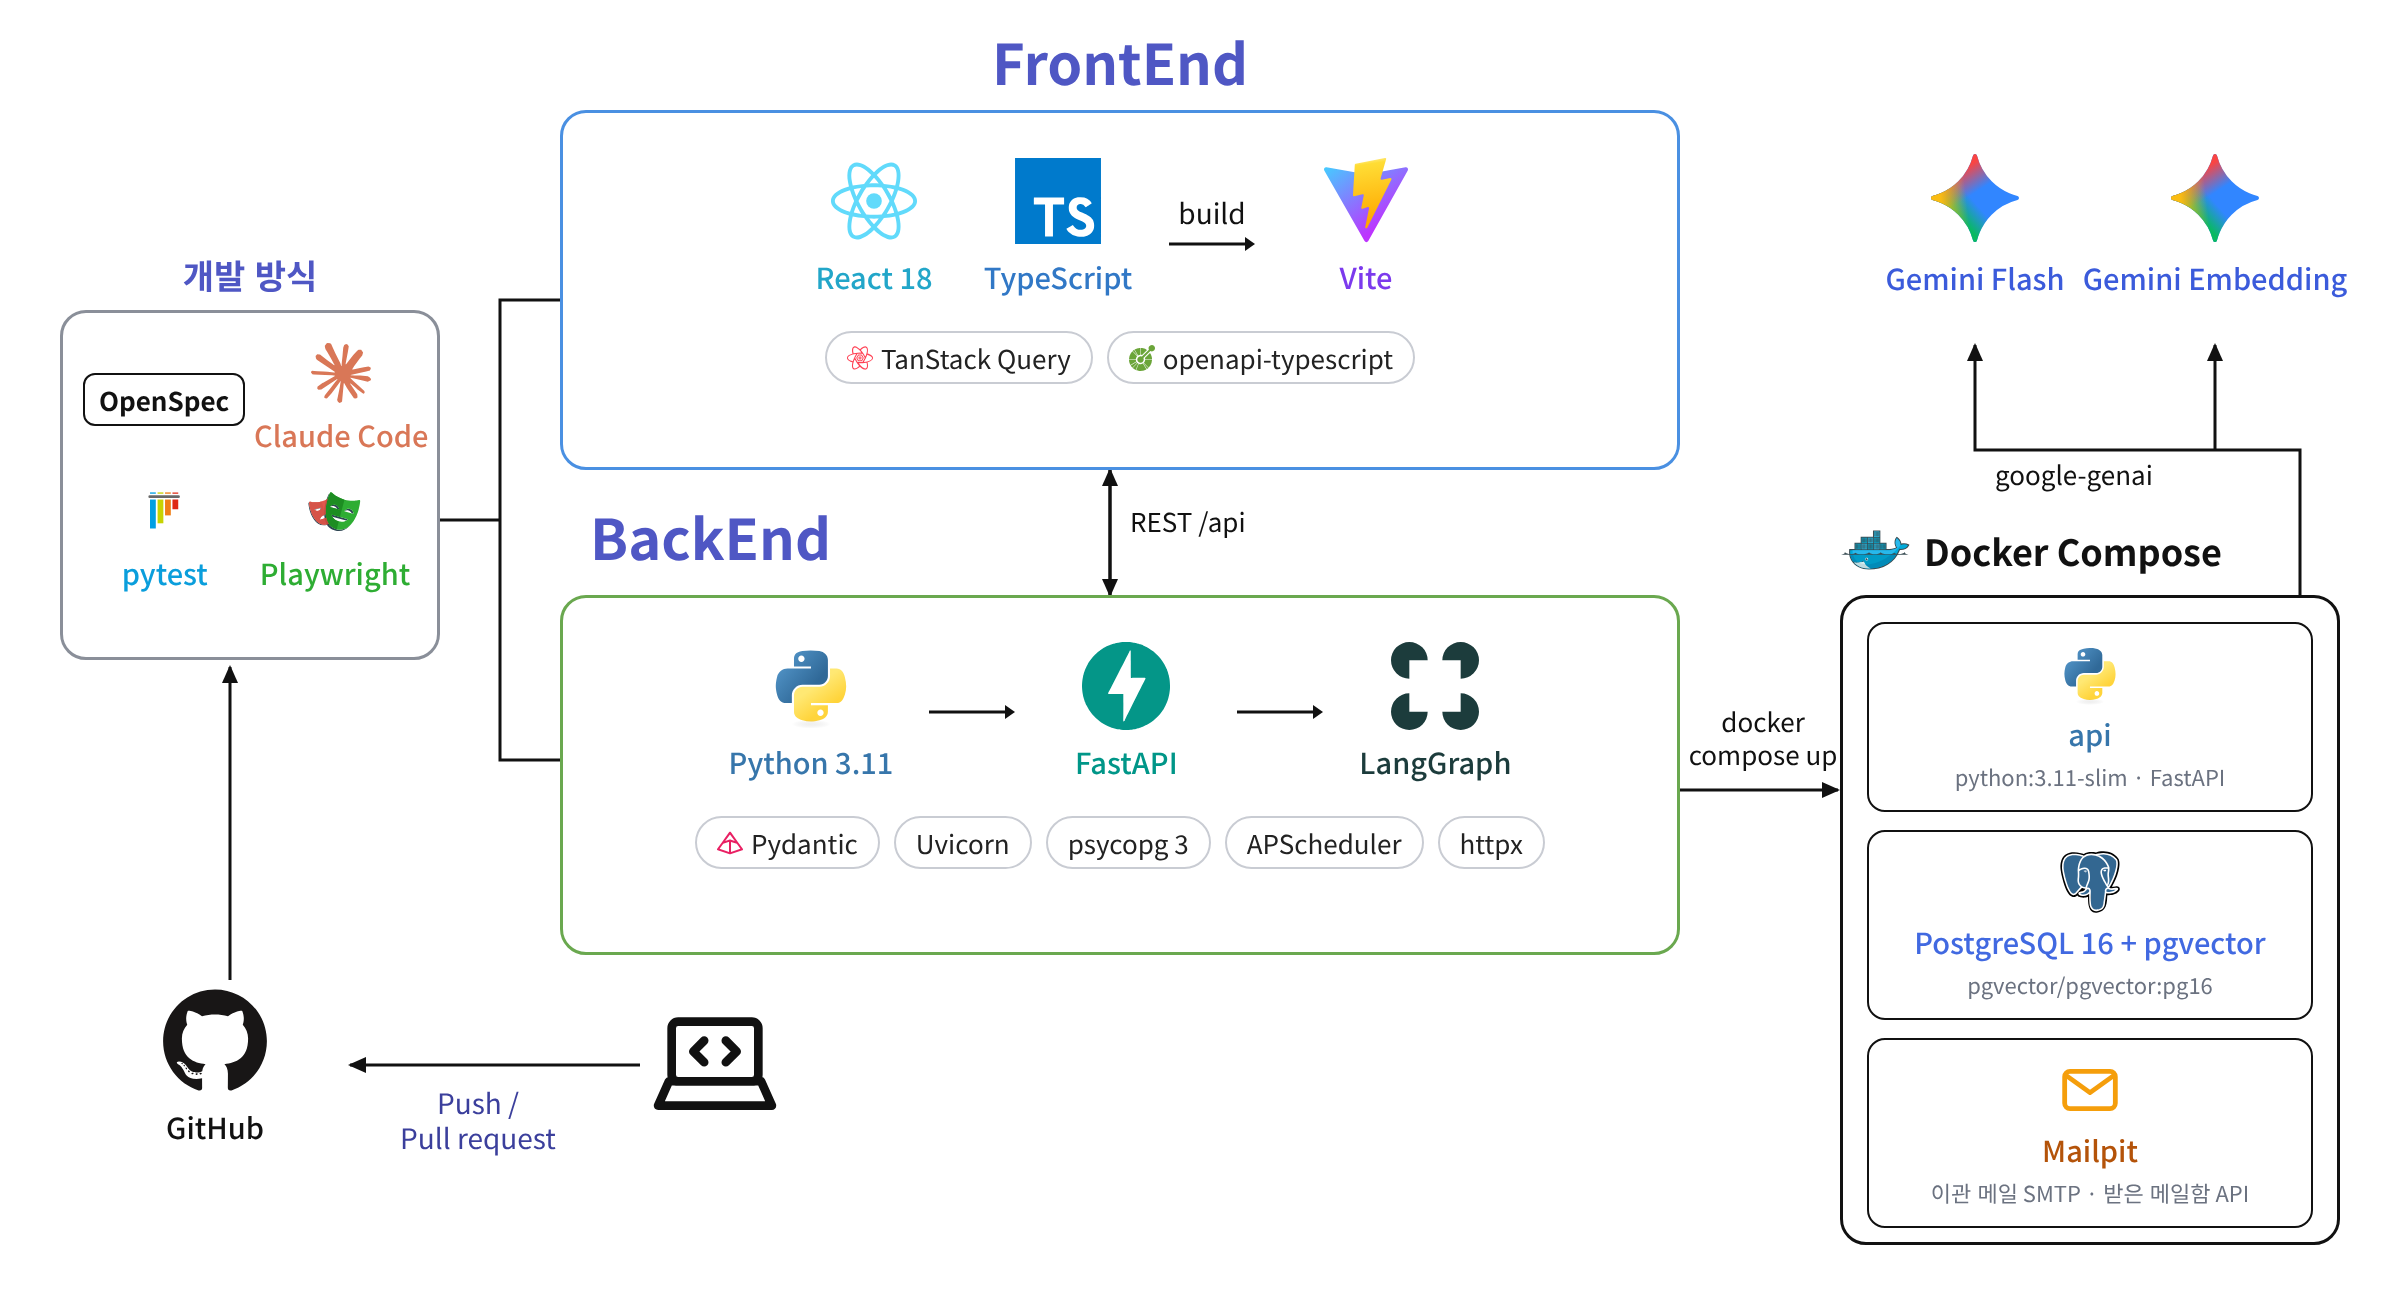 FrontEnd
TS
build
React 18
TypeScript
Vite
TanStack Query
openapi-typescript
Gemini Flash
Gemini Embedding
google-genai
개발 방식
OpenSpec
Claude Code
pytest
Playwright
REST /api
BackEnd
Python 3.11
FastAPI
LangGraph
Pydantic
Uvicorn
psycopg 3
APScheduler
httpx
docker
compose up
Docker Compose
api
python:3.11-slim · FastAPI
PostgreSQL 16 + pgvector
pgvector/pgvector:pg16
Mailpit
이관 메일 SMTP · 받은 메일함 API
GitHub
Push /
Pull request